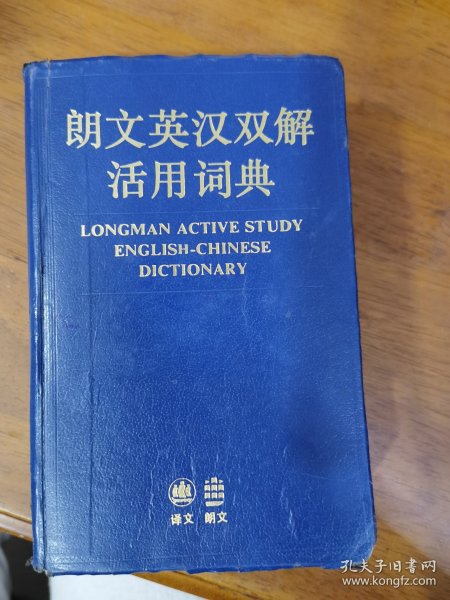 朗文英汉双解
活用词典
LONGMAN ACTIVE STUDY
ENGLISH-CHINESE
DICTIONARY
译文 朗文
孔夫子旧书网
www.kongfz.com